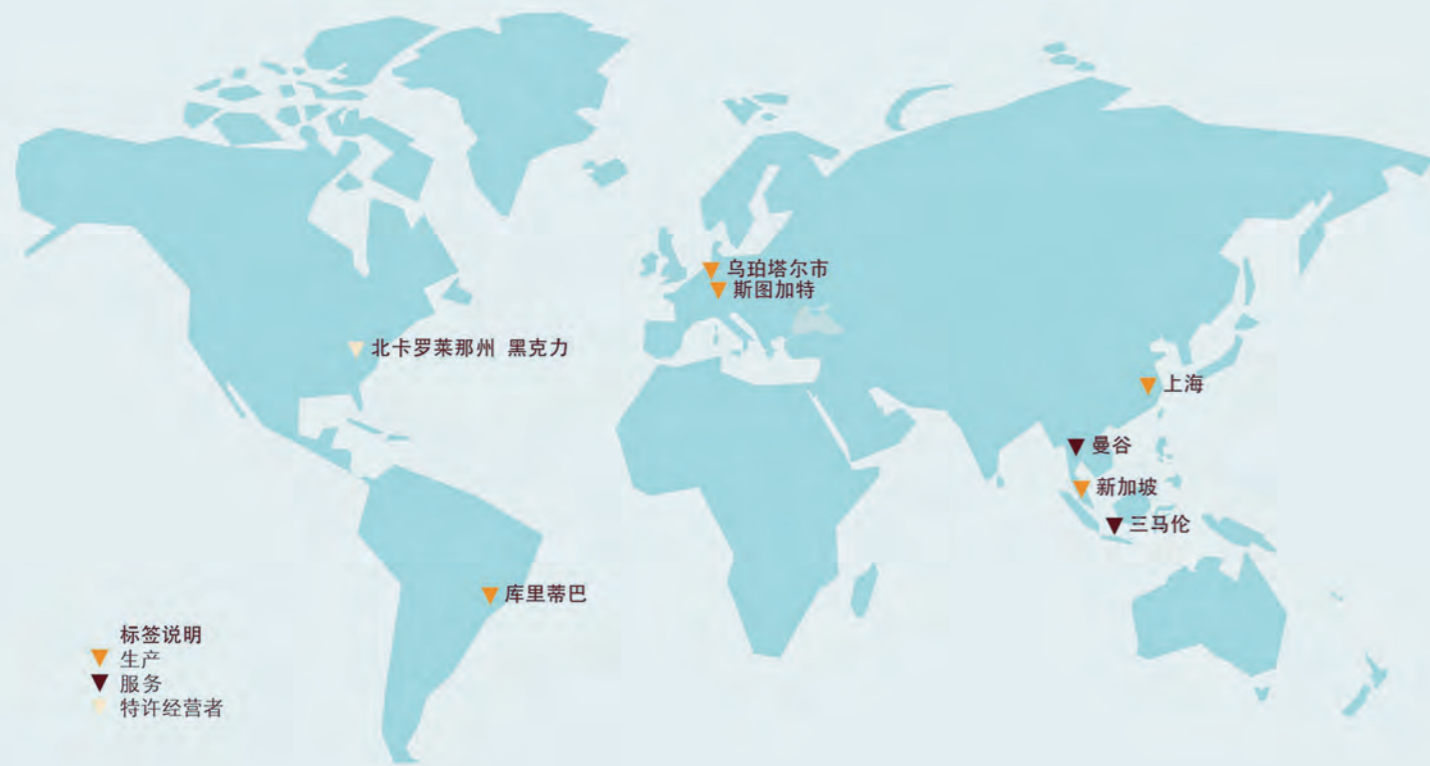 乌珀塔尔市
斯图加特
北卡罗莱那州 黑克力
上海
曼谷
新加坡
三马伦
库里蒂巴
标签说明
生产
服务
特许经营者